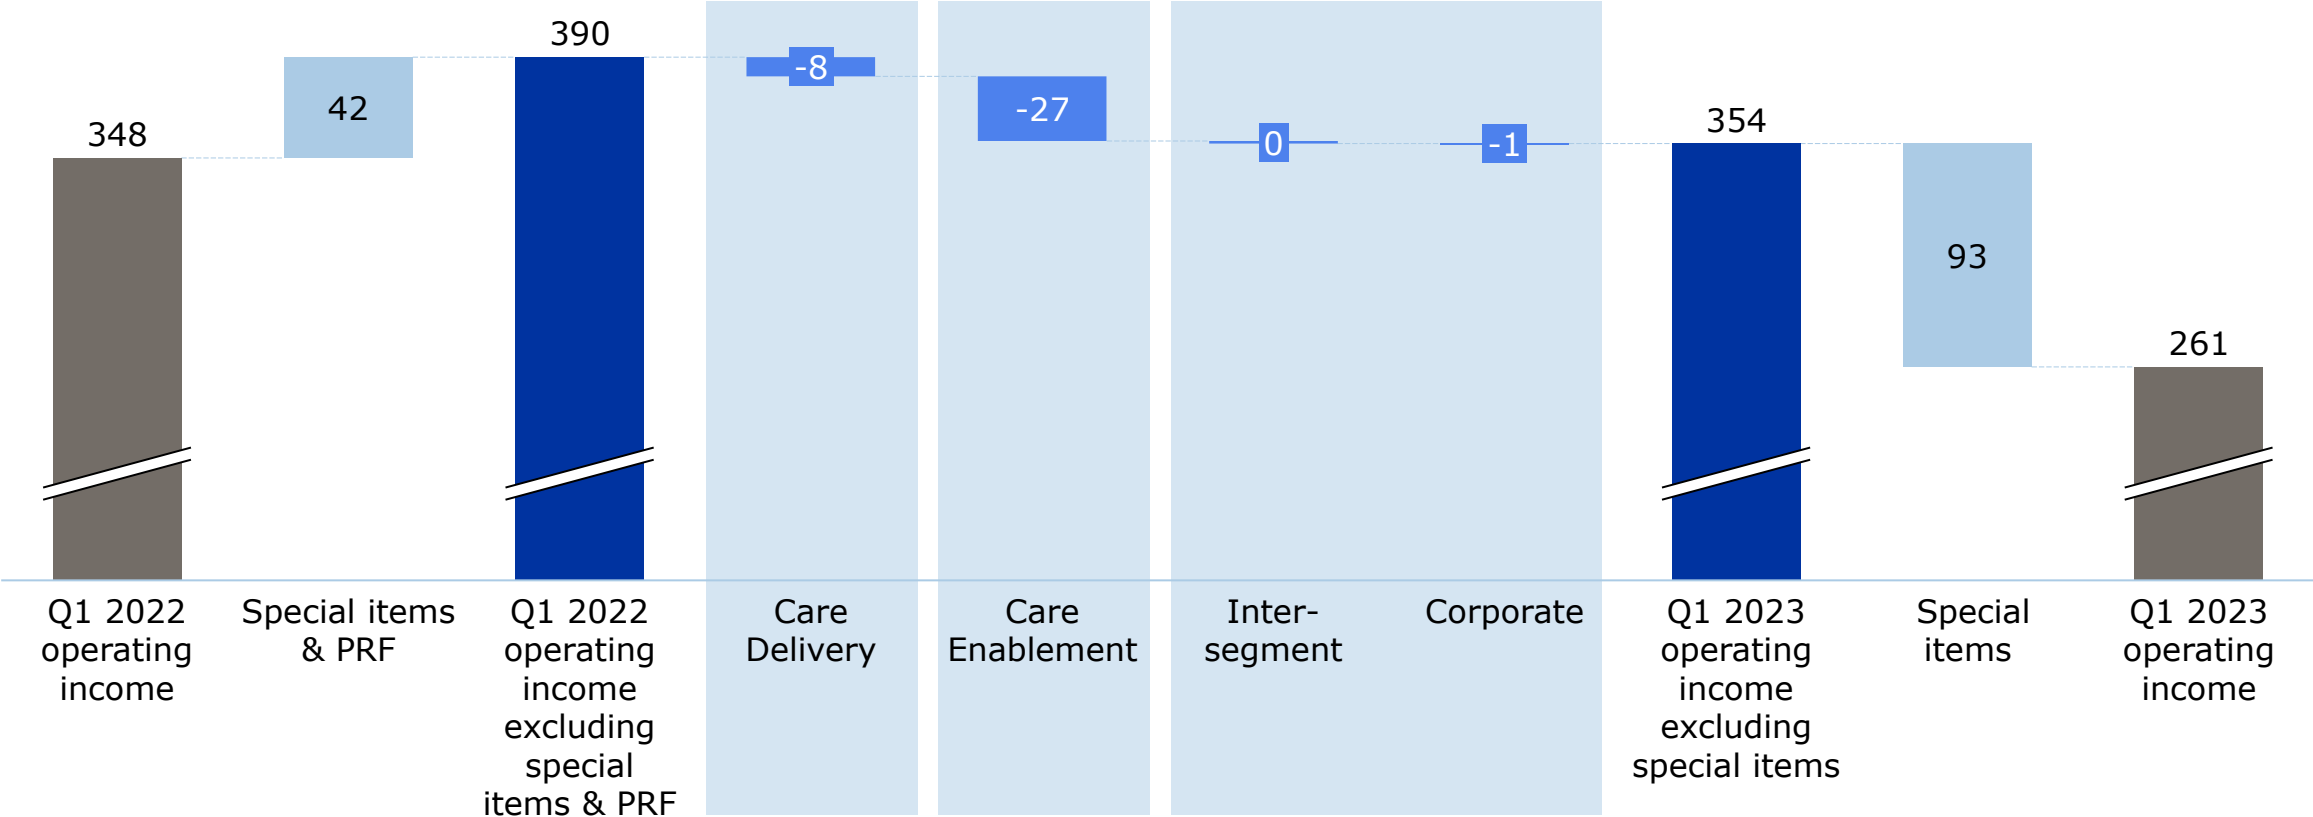 348
42
390
-8
-27
0
-1
354
93
261
Q1 2022
operating
income
Special items
& PRF
Q1 2022
operating
income
excluding
special
items & PRF
Care
Delivery
Care
Enablement
Inter-
segment
Corporate
Q1 2023
operating
income
excluding
special items
Special
items
Q1 2023
operating
income